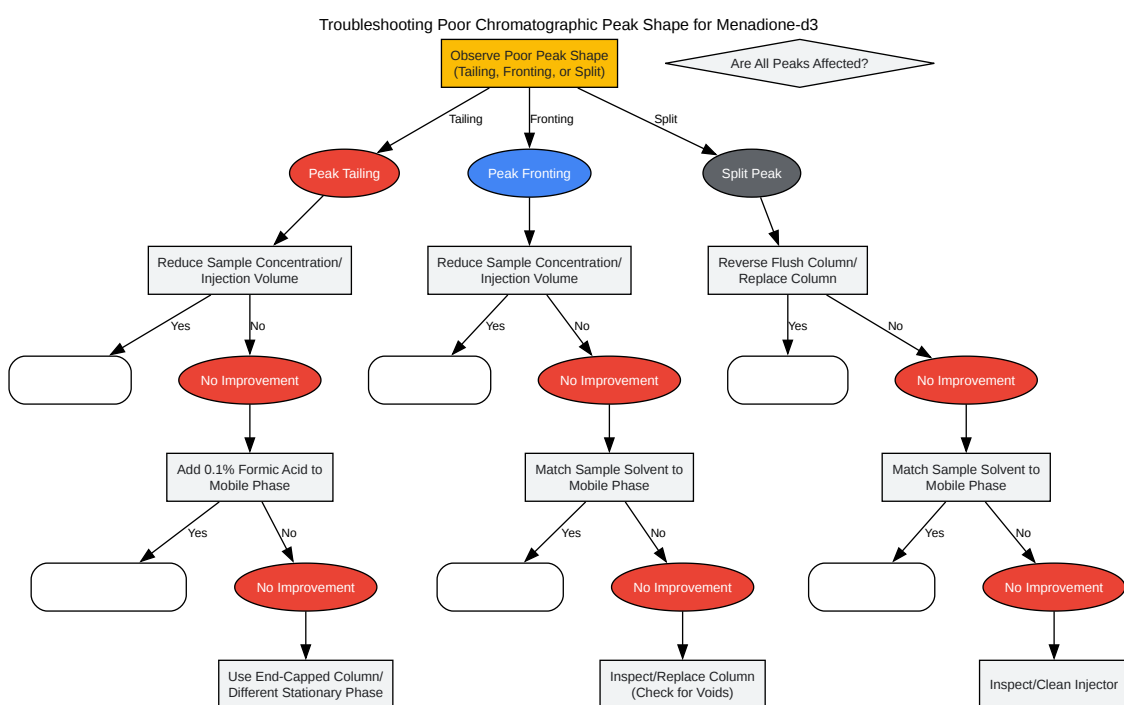 Troubleshooting Poor Chromatographic Peak Shape for Menadione-d3
Observe Poor Peak Shape
(Tailing, Fronting, or Split)
Are All Peaks Affected?
Tailing
Fronting
Split
Peak Tailing
Peak Fronting
Split Peak
Reduce Sample Concentration/
Injection Volume
Reduce Sample Concentration/
Injection Volume
Reverse Flush Column/
Replace Column
Yes
No
Yes
No
Yes
No
No Improvement
No Improvement
No Improvement
Add 0.1% Formic Acid to
Mobile Phase
Match Sample Solvent to
Mobile Phase
Match Sample Solvent to
Mobile Phase
Yes
No
Yes
No
Yes
No
No Improvement
No Improvement
No Improvement
Use End-Capped Column/
Different Stationary Phase
Inspect/Replace Column
(Check for Voids)
Inspect/Clean Injector